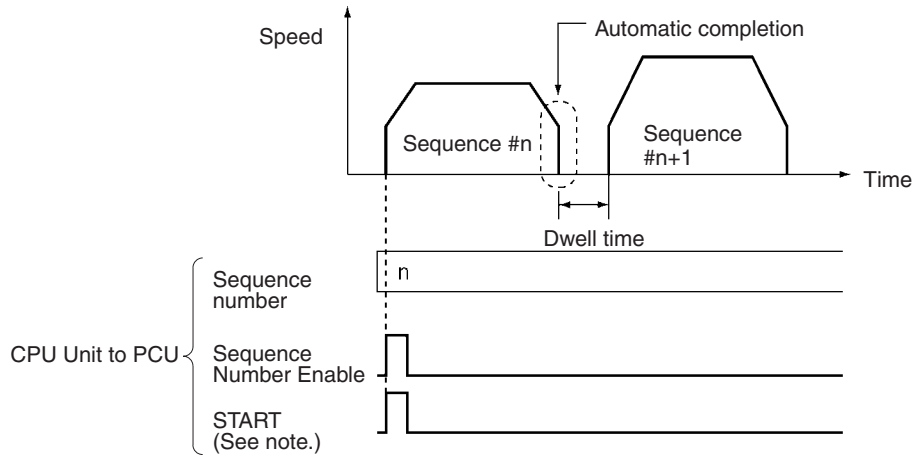 Speed
Automatic completion
Sequence #n
Sequence
#n+1
Time
Dwell time
Sequence
number
n
CPU Unit to PCU
Sequence
Number Enable
START
(See note.)